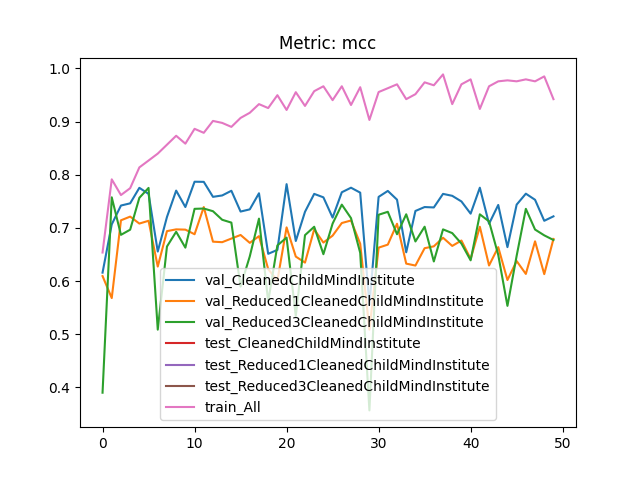 Metric: mcc
1.0
0.9
0.8
0.7
0.6
0.5
0.4
val_CleanedChildMindInstitute
val_Reduced1CleanedChildMindInstitute
val_Reduced3CleanedChildMindInstitute
test_CleanedChildMindInstitute
test_Reduced1CleanedChildMindInstitute
test_Reduced3CleanedChildMindInstitute
train_All
0 10 20 30 40 50